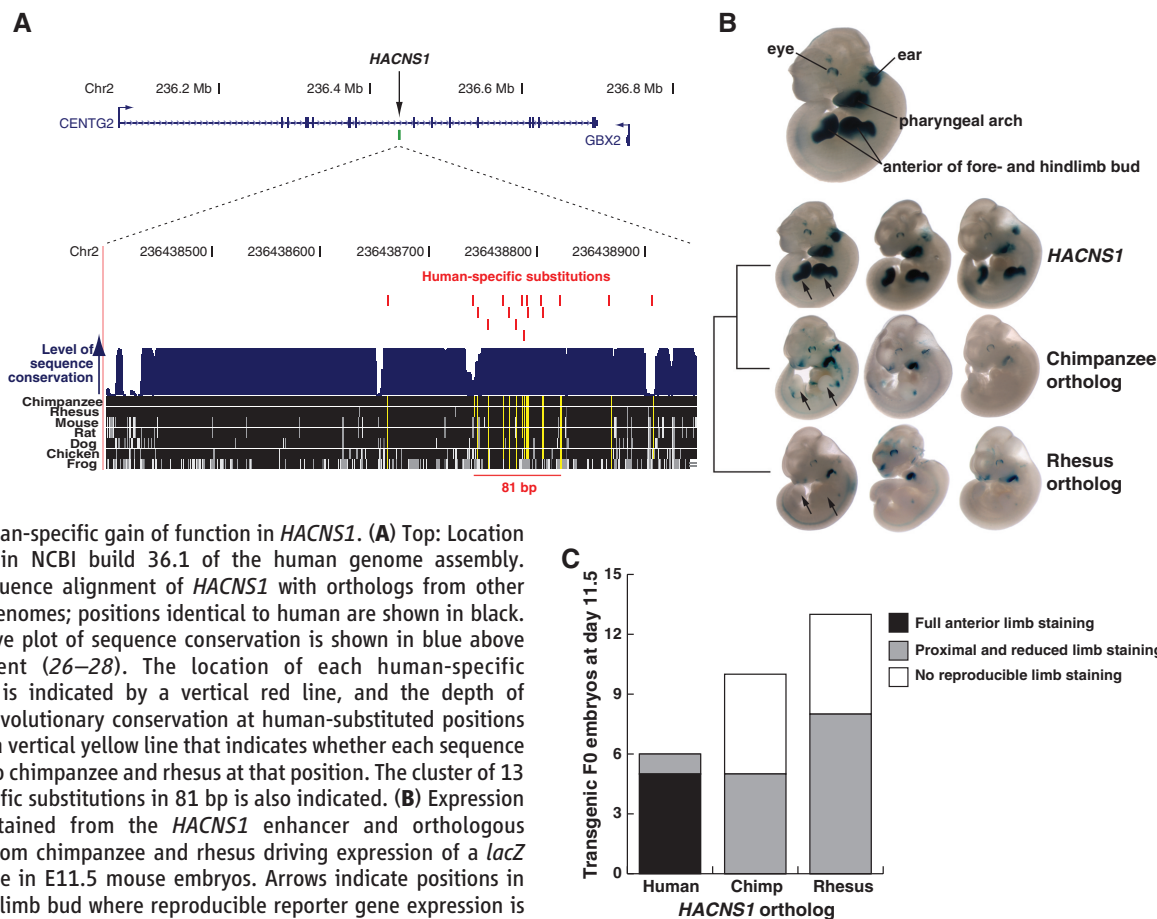 A
HACNS1
Chr2 236.2 Mb 236.4 Mb 236.6 Mb 236.8 Mb
CENTG2
GBX2
Chr2 236438500 236438600 236438700 236438800 236438900
Human-specific substitutions
Level of
sequence
conservation
Chimpanzee
Rhesus
Mouse
Rat
Dog
Chicken
Frog
81 bp
B
eye
ear
pharyngeal arch
anterior of fore- and hindlimb bud
HACNS1
Chimpanzee
ortholog
Rhesus
ortholog
an-specific gain of function in HACNS1. (A) Top: Location
in NCBI build 36.1 of the human genome assembly.
uence alignment of HACNS1 with orthologs from other
enomes; positions identical to human are shown in black.
ve plot of sequence conservation is shown in blue above
ent (26–28). The location of each human-specific
is indicated by a vertical red line, and the depth of
volutionary conservation at human-substituted positions
a vertical yellow line that indicates whether each sequence
o chimpanzee and rhesus at that position. The cluster of 13
fic substitutions in 81 bp is also indicated. (B) Expression
tained from the HACNS1 enhancer and orthologous
om chimpanzee and rhesus driving expression of a lacZ
e in E11.5 mouse embryos. Arrows indicate positions in
limb bud where reproducible reporter gene expression is
C
Transgenic F0 embryos at day 11.5
15
12
9
6
3
0
Human Chimp Rhesus
HACNS1 ortholog
Full anterior limb staining
Proximal and reduced limb staining
No reproducible limb staining